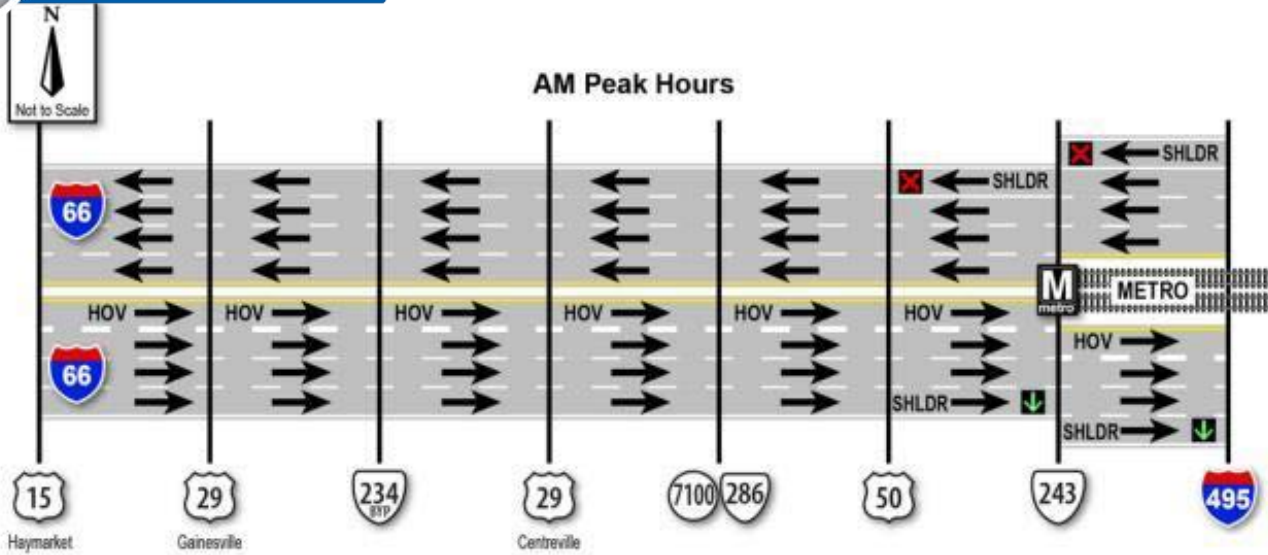 N
Not to Scale
AM Peak Hours
SHLDR
SHLDR
66
METRO
M
metro
HOV
HOV
HOV
HOV
HOV
HOV
HOV
66
SHLDR
SHLDR
15
29
234
BYP
29
7100
286
50
243
495
Haymarket
Gainesville
Centreville